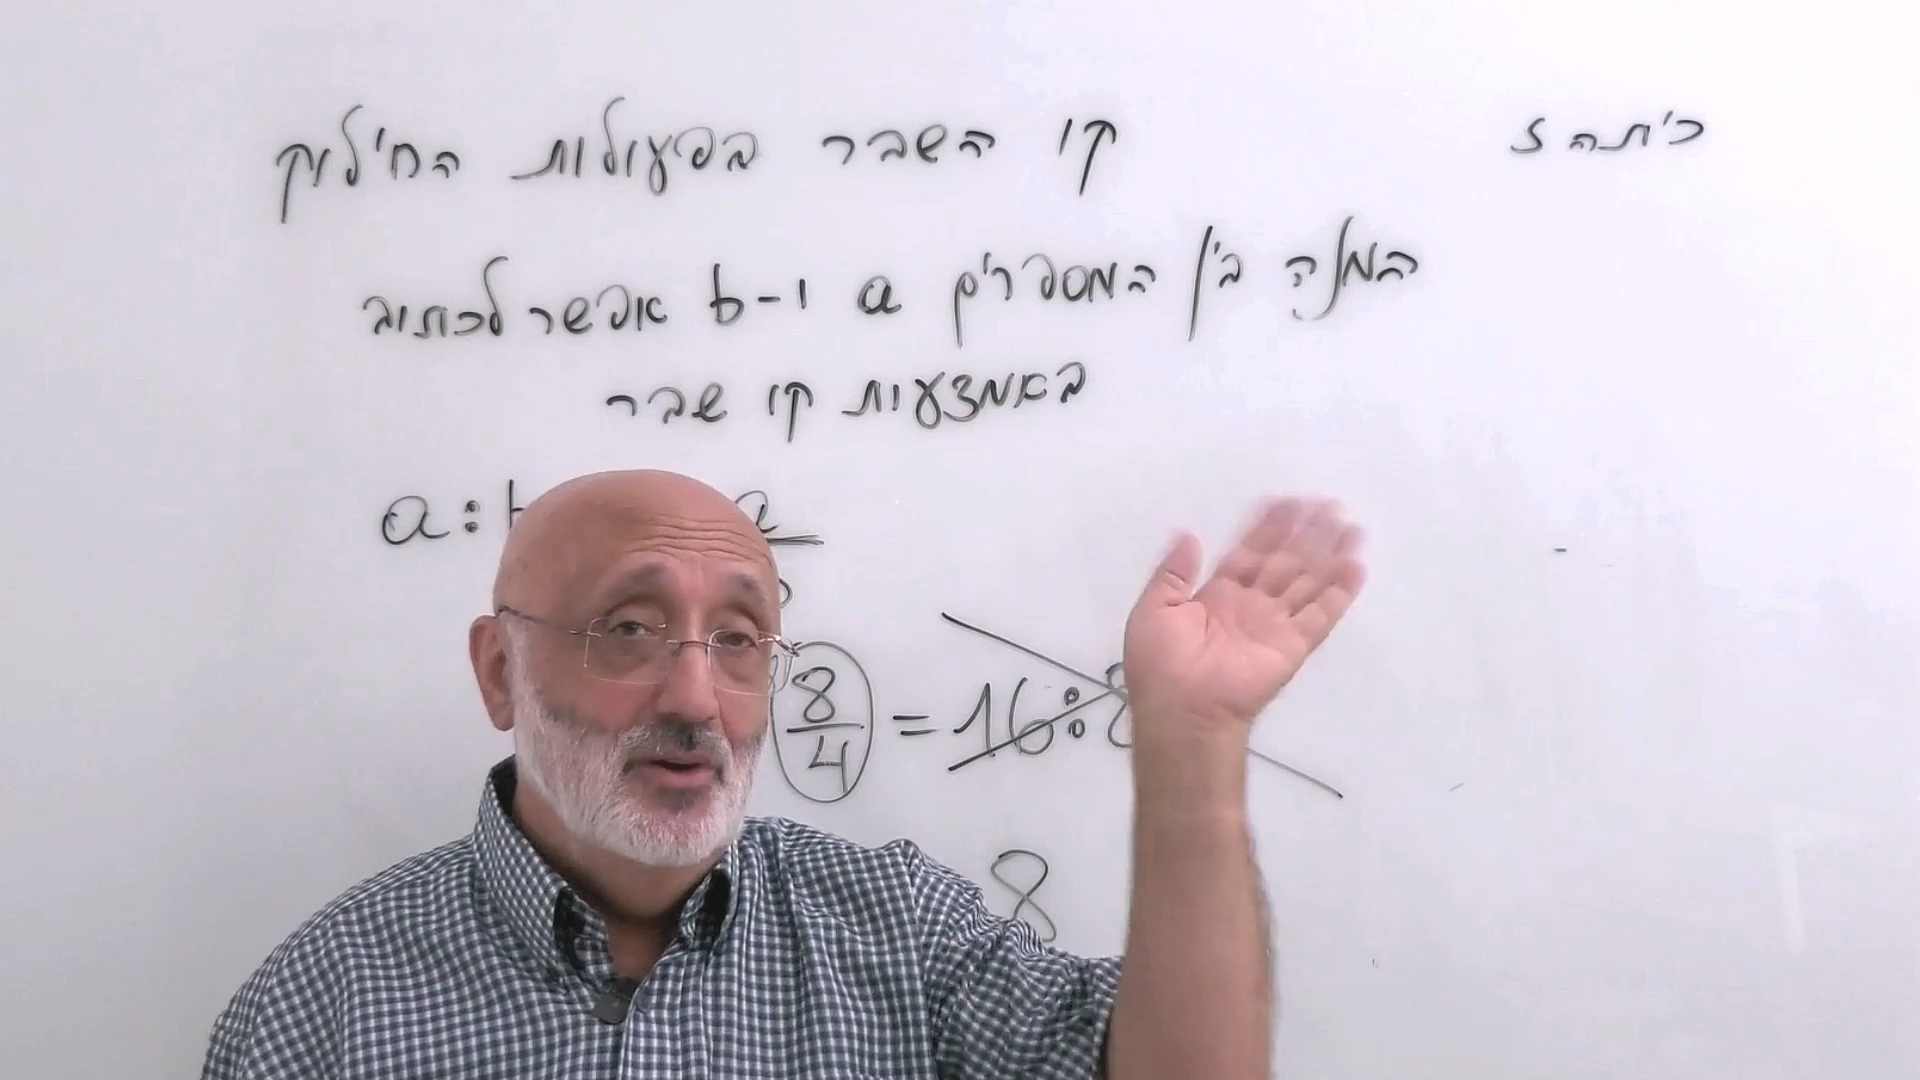 כיתה ז
קו השבר בפעולות החילוק
המנה בין המספרים a ו-b אפשר לכתוב
באמצעות קו שבר
a : b a
8/4 = 16 : 8
8